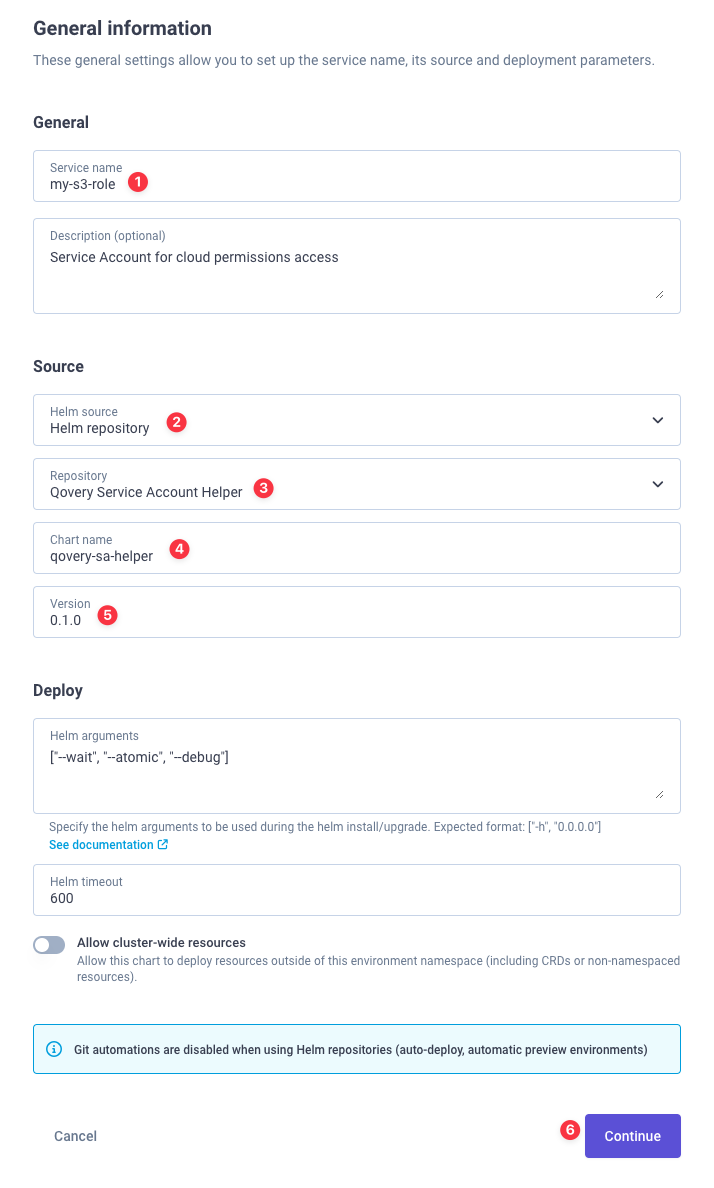 General information
These general settings allow you to set up the service name, its source and deployment parameters.
General
Service name
my-s3-role 1
Description (optional)
Service Account for cloud permissions access
Source
Helm source
Helm repository 2
Repository
Qovery Service Account Helper 3
Chart name
qovery-sa-helper 4
Version
0.1.0 5
Deploy
Helm arguments
["--wait", "--atomic", "--debug"]
Specify the helm arguments to be used during the helm install/upgrade. Expected format: ["-h", "0.0.0.0"]
See documentation
Helm timeout
600
Allow cluster-wide resources
Allow this chart to deploy resources outside of this environment namespace (including CRDs or non-namespaced
resources).
Git automations are disabled when using Helm repositories (auto-deploy, automatic preview environments)
Cancel 6 Continue